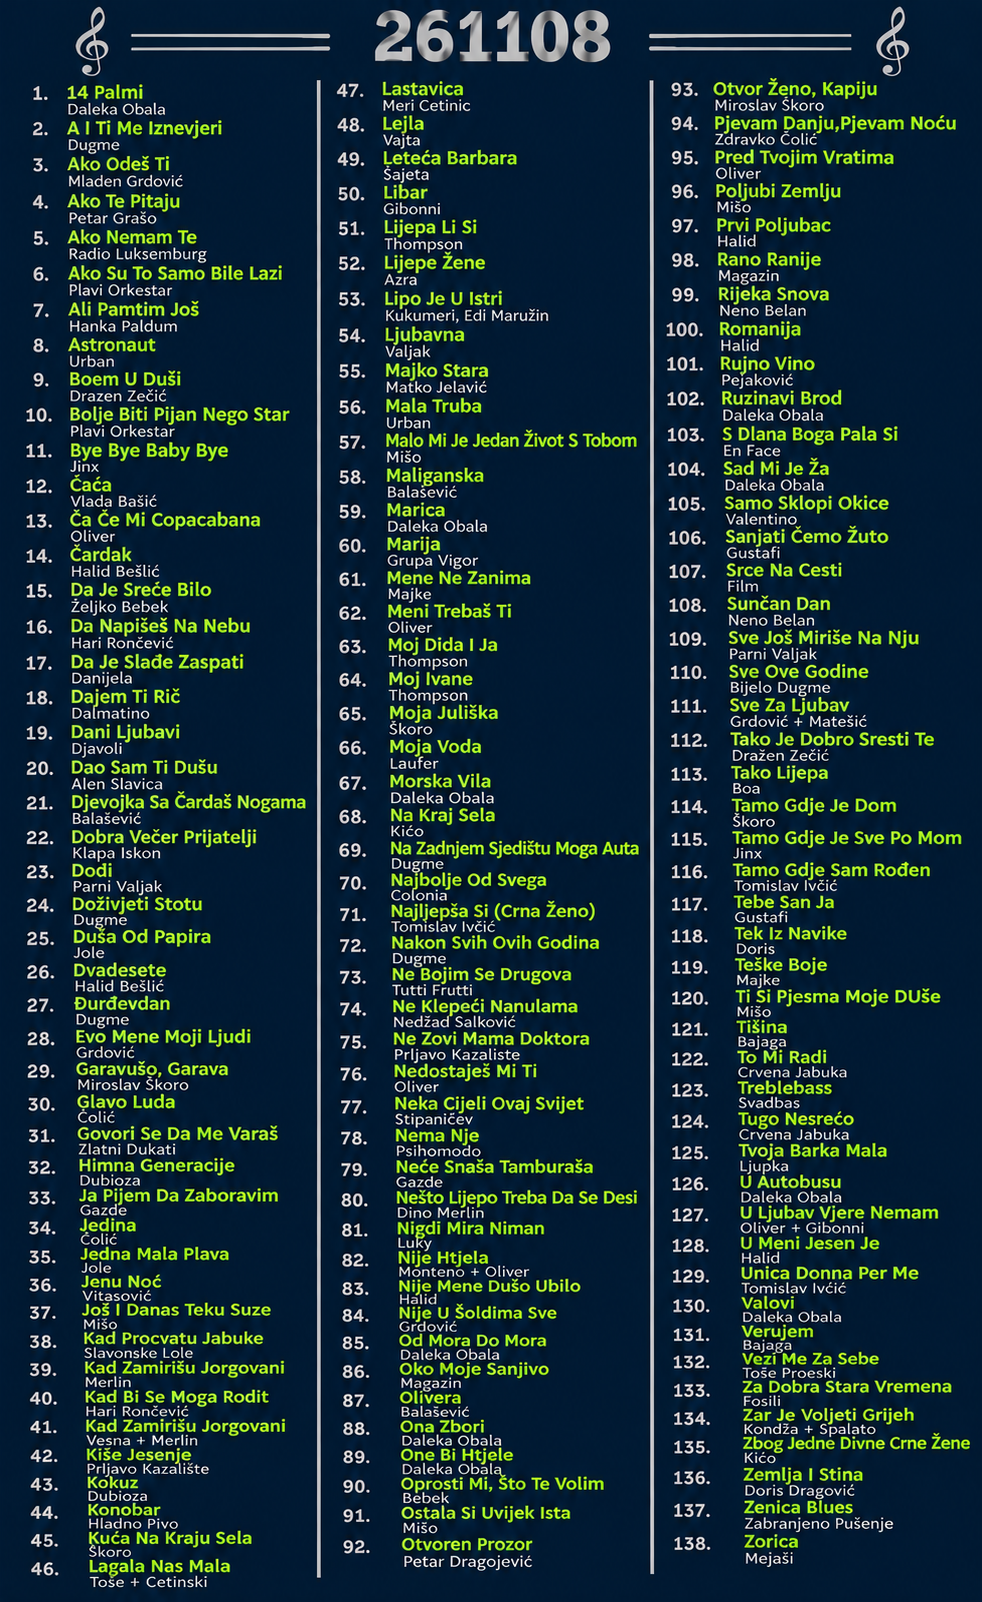 261108
1. 14 Palmi
Daleka Obala
2. A I Ti Me Iznevjeri
Dugme
3. Ako Odeš Ti
Mladen Grdović
4. Ako Te Pitaju
Petar Grašo
5. Ako Nemam Te
Radio Luksemburg
6. Ako Su To Samo Bile Lazi
Plavi Orkestar
7. Ali Pamtim Još
Hanka Paldum
8. Astronaut
Urban
9. Boem U Duši
Drazen Zečić
10. Bolje Biti Pijan Nego Star
Plavi Orkestar
11. Bye Bye Baby Bye
Jinx
12. Ćaća
Vlada Bašić
13. Ča Če Mi Copacabana
Oliver
14. Čardak
Halid Bešlić
15. Da Je Sreće Bilo
Željko Bebek
16. Da Napišeš Na Nebu
Hari Rončević
17. Da Je Slađe Zaspati
Danijela
18. Dajem Ti Rič
Dalmatino
19. Dani Ljubavi
Djavoli
20. Dao Sam Ti Dušu
Alen Slavica
21. Djevojka Sa Čardaš Nogama
Balašević
22. Dobra Večer Prijatelji
Klapa Iskon
23. Dodi
Parni Valjak
24. Doživjeti Stotu
Dugme
25. Duša Od Papira
Jole
26. Dvadesete
Halid Bešlić
27. Đurđevdan
Dugme
28. Evo Mene Moji Ljudi
Grdović
29. Garavušo, Garava
Miroslav Škoro
30. Glavo Luda
Čolić
31. Govori Se Da Me Varaš
Zlatni Dukati
32. Himna Generacije
Dubioza
33. Ja Pijem Da Zaboravim
Gazde
34. Jedina
Čolić
35. Jedna Mala Plava
Jole
36. Jenu Noć
Vitasović
37. Još I Danas Teku Suze
Mišo
38. Kad Procvatu Jabuke
Slavonske Lole
39. Kad Zamirišu Jorgovani
Merlin
40. Kad Bi Se Moga Rodit
Hari Rončević
41. Kad Zamirišu Jorgovani
Vesna + Merlin
42. Kiše Jesenje
Prljavo Kazalište
43. Kokuz
Dubioza
44. Konobar
Hladno Pivo
45. Kuća Na Kraju Sela
Škoro
46. Lagala Nas Mala
Toše + Cetinski
47. Lastavica
Meri Cetinic
48. Lejla
Vajta
49. Leteća Barbara
Šajeta
50. Libar
Gibonni
51. Lijepa Li Si
Thompson
52. Lijepe Žene
Azra
53. Lipo Je U Istri
Kukumeri, Edi Maružin
54. Ljubavna
Valjak
55. Majko Stara
Matko Jelavić
56. Mala Truba
Urban
57. Malo Mi Je Jedan Život S Tobom
Mišo
58. Maliganska
Balašević
59. Marica
Daleka Obala
60. Marija
Grupa Vigor
61. Mene Ne Zanima
Majke
62. Meni Trebaš Ti
Oliver
63. Moj Dida I Ja
Thompson
64. Moj Ivane
Thompson
65. Moja Juliška
Škoro
66. Moja Voda
Laufer
67. Morska Vila
Daleka Obala
68. Na Kraj Sela
Kićo
69. Na Zadnjem Sjedištu Moga Auta
Dugme
70. Najbolje Od Svega
Colonia
71. Najljepša Si (Crna Ženo)
Tomislav Ivčić
72. Nakon Svih Ovih Godina
Dugme
73. Ne Bojim Se Drugova
Tutti Frutti
74. Ne Klepeći Nanulama
Nedžad Salković
75. Ne Zovi Mama Doktora
Prljavo Kazaliste
76. Nedostaješ Mi Ti
Oliver
77. Neka Cijeli Ovaj Svijet
Stipaničev
78. Nema Nje
Psihomodo
79. Neće Snaša Tamburaša
Gazde
80. Nešto Lijepo Treba Da Se Desi
Dino Merlin
81. Nigdi Mira Niman
Luky
82. Nije Htjela
Monteno + Oliver
83. Nije Mene Dušo Ubilo
Halid
84. Nije U Šoldima Sve
Grdović
85. Od Mora Do Mora
Daleka Obala
86. Oko Moje Sanjivo
Magazin
87. Olivera
Balašević
88. Ona Zbori
Daleka Obala
89. One Bi Htjele
Daleka Obala
90. Oprosti Mi, Što Te Volim
Bebek
91. Ostala Si Uvijek Ista
Mišo
92. Otvoren Prozor
Petar Dragojević
93. Otvor Ženo, Kapiju
Miroslav Škoro
94. Pjevam Danju,Pjevam Noću
Zdravko Čolić
95. Pred Tvojim Vratima
Oliver
96. Poljubi Zemlju
Mišo
97. Prvi Poljubac
Halid
98. Rano Ranije
Magazin
99. Rijeka Snova
Neno Belan
100. Romanija
Halid
101. Rujno Vino
Pejaković
102. Ruzinavi Brod
Daleka Obala
103. S Dlana Boga Pala Si
En Face
104. Sad Mi Je Ža
Daleka Obala
105. Samo Sklopi Okice
Valentino
106. Sanjati Čemo Žuto
Gustafi
107. Srce Na Cesti
Film
108. Sunčan Dan
Neno Belan
109. Sve Još Miriše Na Nju
Parni Valjak
110. Sve Ove Godine
Bijelo Dugme
111. Sve Za Ljubav
Grdović + Matešić
112. Tako Je Dobro Sresti Te
Dražen Zečić
113. Tako Lijepa
Boa
114. Tamo Gdje Je Dom
Škoro
115. Tamo Gdje Je Sve Po Mom
Jinx
116. Tamo Gdje Sam Rođen
Tomislav Ivčić
117. Tebe San Ja
Gustafi
118. Tek Iz Navike
Doris
119. Teške Boje
Majke
120. Ti Si Pjesma Moje DUše
Mišo
121. Tišina
Bajaga
122. To Mi Radi
Crvena Jabuka
123. Treblebass
Svadbas
124. Tugo Nesrećo
Crvena Jabuka
125. Tvoja Barka Mala
Ljupka
126. U Autobusu
Daleka Obala
127. U Ljubav Vjere Nemam
Oliver + Gibonni
128. U Meni Jesen Je
Halid
129. Unica Donna Per Me
Tomislav Ivćić
130. Valovi
Daleka Obala
131. Verujem
Bajaga
132. Vezi Me Za Sebe
Toše Proeski
133. Za Dobra Stara Vremena
Fosili
134. Zar Je Voljeti Grijeh
Kondža + Spalato
135. Zbog Jedne Divne Crne Žene
Kićo
136. Zemlja I Stina
Doris Dragović
137. Zenica Blues
Zabranjeno Pušenje
138. Zorica
Mejaši